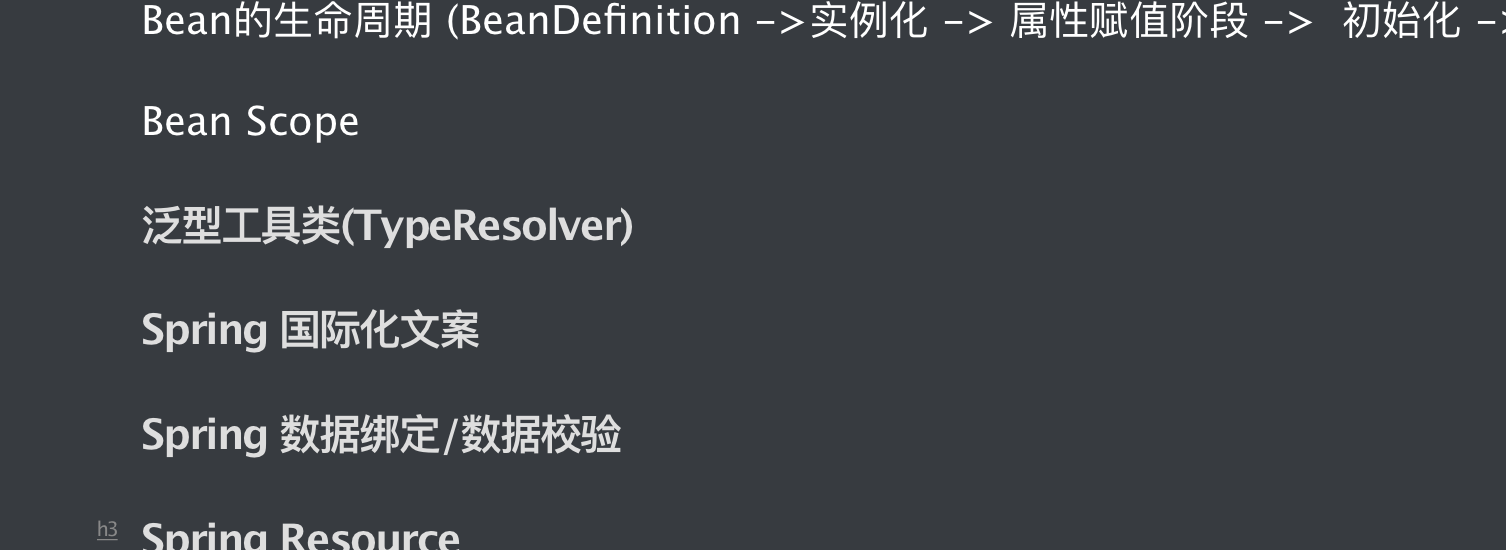 Bean的生命周期 (BeanDefinition ->实例化 -> 属性赋值阶段 -> 初始化 ->
Bean Scope
泛型工具类(TypeResolver)
Spring 国际化文案
Spring 数据绑定/数据校验
h3 Spring Resource